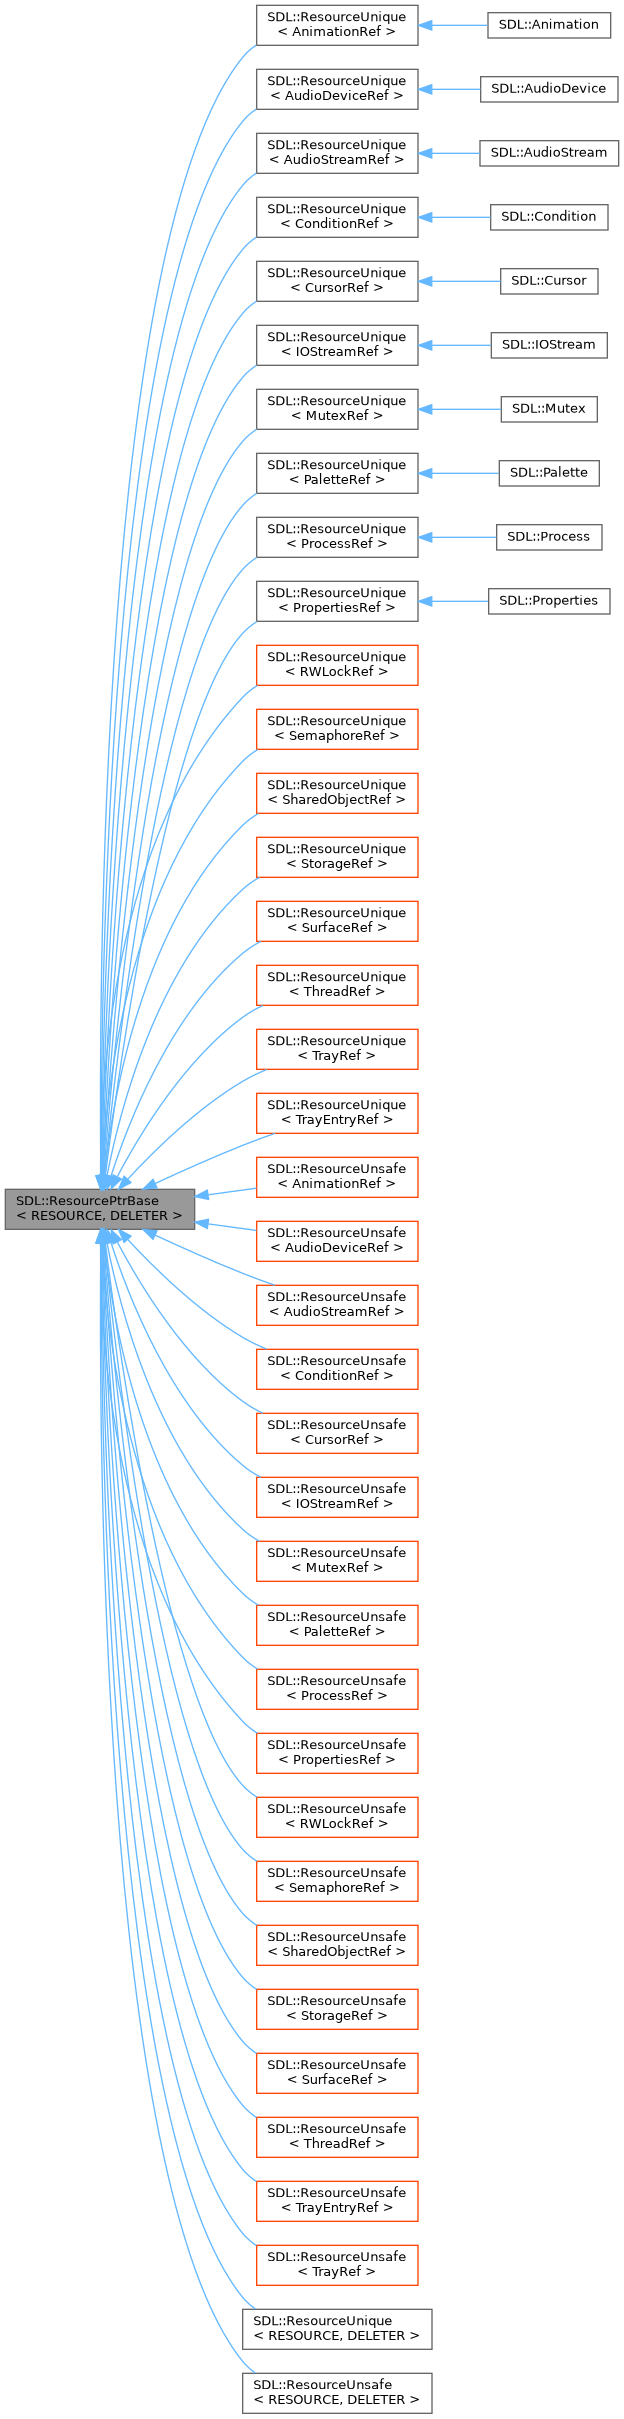 SDL::ResourceUnique
< AnimationRef >
SDL::Animation
SDL::ResourceUnique
< AudioDeviceRef >
SDL::AudioDevice
SDL::ResourceUnique
< AudioStreamRef >
SDL::AudioStream
SDL::ResourceUnique
< ConditionRef >
SDL::Condition
SDL::ResourceUnique
< CursorRef >
SDL::Cursor
SDL::ResourceUnique
< IOStreamRef >
SDL::IOStream
SDL::ResourceUnique
< MutexRef >
SDL::Mutex
SDL::ResourceUnique
< PaletteRef >
SDL::Palette
SDL::ResourceUnique
< ProcessRef >
SDL::Process
SDL::ResourceUnique
< PropertiesRef >
SDL::Properties
SDL::ResourceUnique
< RWLockRef >
SDL::ResourceUnique
< SemaphoreRef >
SDL::ResourceUnique
< SharedObjectRef >
SDL::ResourceUnique
< StorageRef >
SDL::ResourceUnique
< SurfaceRef >
SDL::ResourceUnique
< ThreadRef >
SDL::ResourceUnique
< TrayRef >
SDL::ResourceUnique
< TrayEntryRef >
SDL::ResourceUnsafe
< AnimationRef >
SDL::ResourcePtrBase
< RESOURCE, DELETER >
SDL::ResourceUnsafe
< AudioDeviceRef >
SDL::ResourceUnsafe
< AudioStreamRef >
SDL::ResourceUnsafe
< ConditionRef >
SDL::ResourceUnsafe
< CursorRef >
SDL::ResourceUnsafe
< IOStreamRef >
SDL::ResourceUnsafe
< MutexRef >
SDL::ResourceUnsafe
< PaletteRef >
SDL::ResourceUnsafe
< ProcessRef >
SDL::ResourceUnsafe
< PropertiesRef >
SDL::ResourceUnsafe
< RWLockRef >
SDL::ResourceUnsafe
< SemaphoreRef >
SDL::ResourceUnsafe
< SharedObjectRef >
SDL::ResourceUnsafe
< StorageRef >
SDL::ResourceUnsafe
< SurfaceRef >
SDL::ResourceUnsafe
< ThreadRef >
SDL::ResourceUnsafe
< TrayEntryRef >
SDL::ResourceUnsafe
< TrayRef >
SDL::ResourceUnique
< RESOURCE, DELETER >
SDL::ResourceUnsafe
< RESOURCE, DELETER >